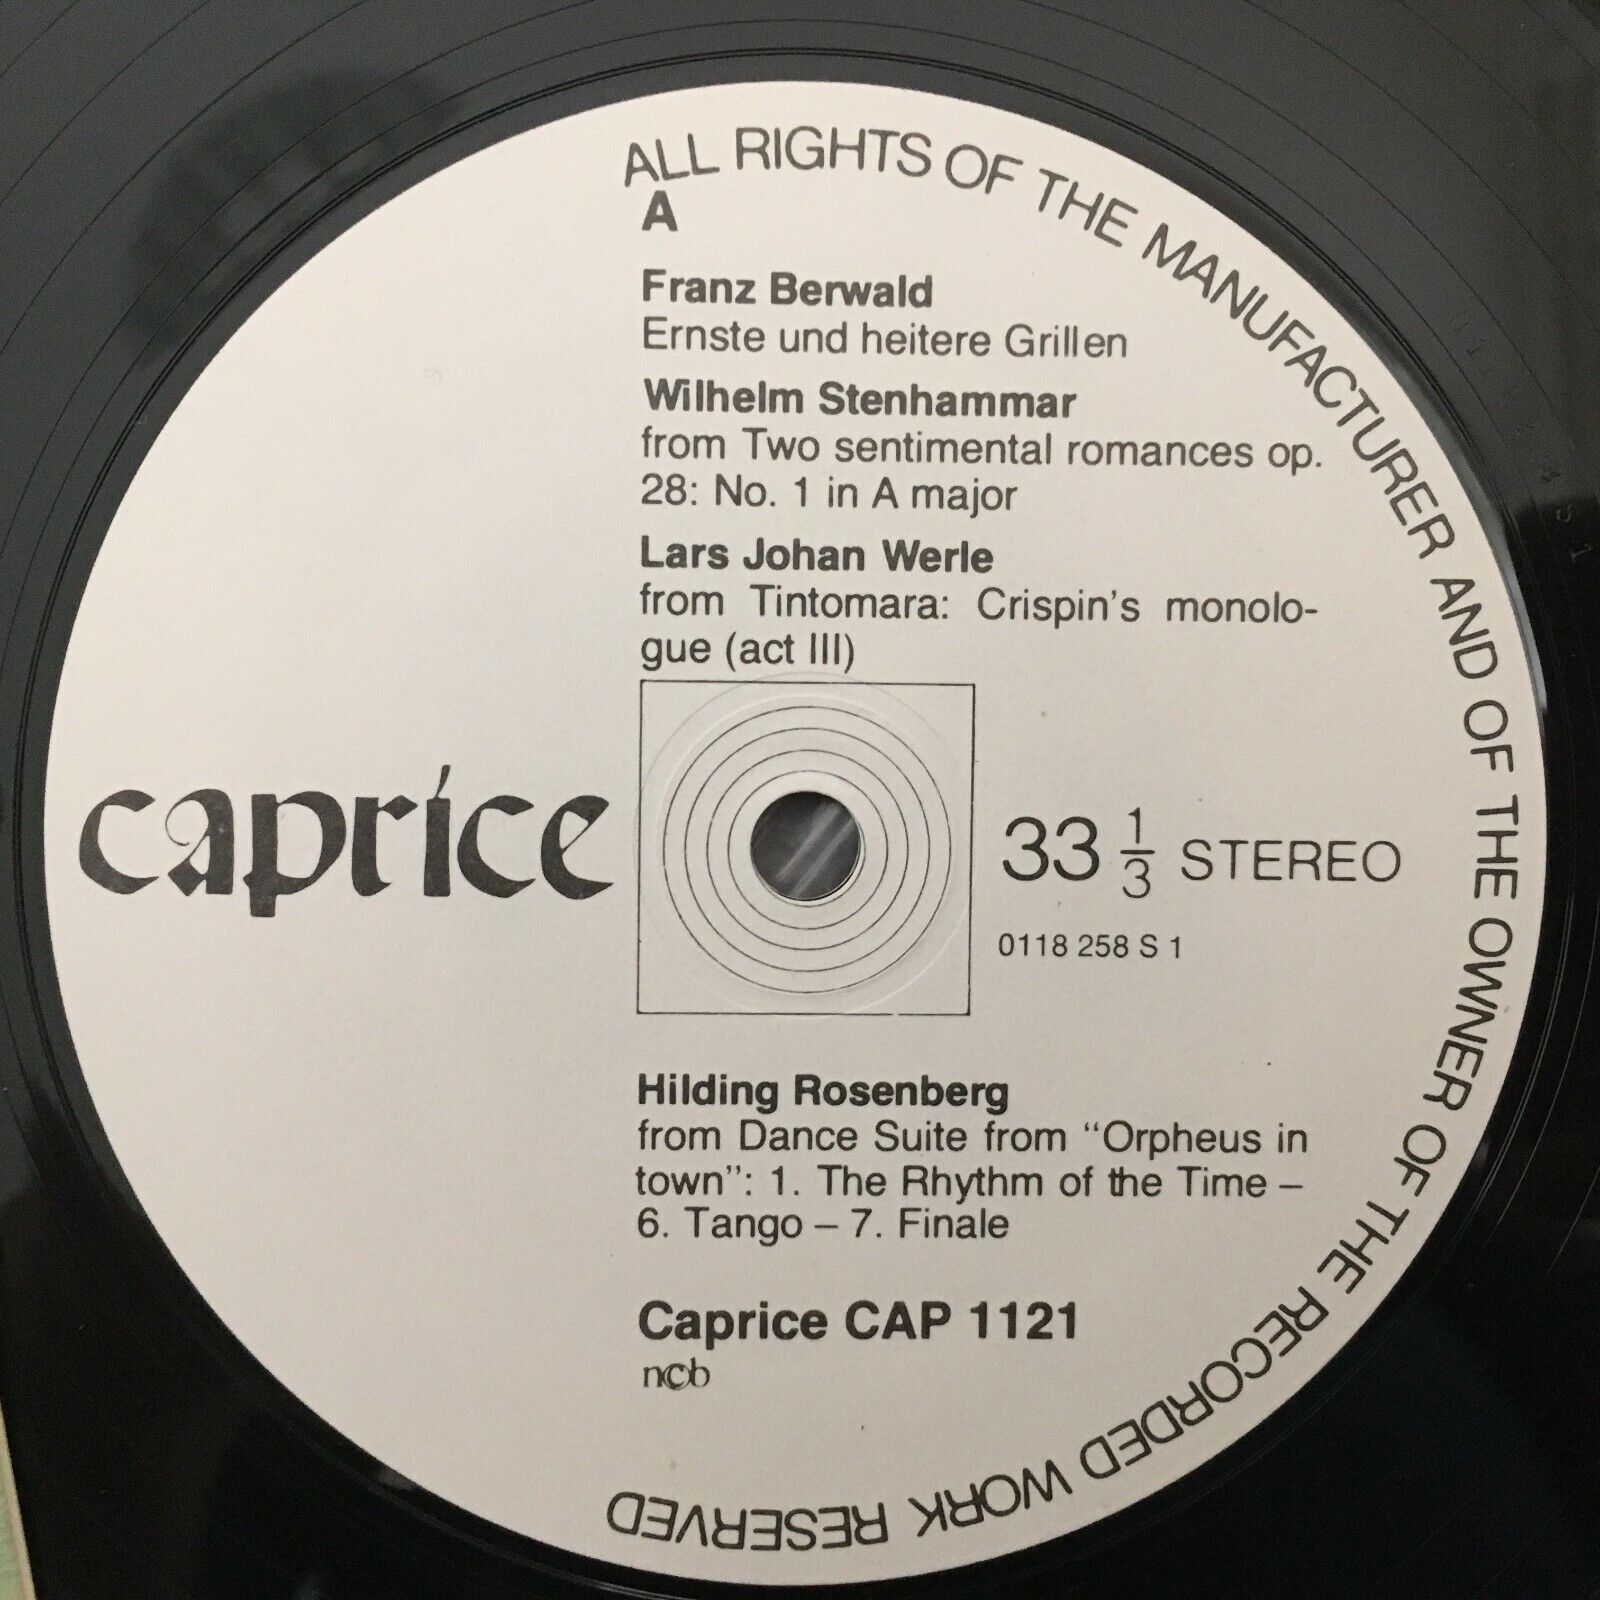 ALL RIGHTS OF THE MANUFACTURER AND OF THE OWNER OF THE RECORDED WORK RESERVED
A
Franz Berwald
Ernste und heitere Grillen
Wilhelm Stenhammar
from Two sentimental romances op.
28: No. 1 in A major
Lars Johan Werle
from Tintomara: Crispin's monolo-
gue (act III)
caprice
33 1/3 STEREO
0118 258 S 1
Hilding Rosenberg
from Dance Suite from “Orpheus in
town”: 1. The Rhythm of the Time –
6. Tango – 7. Finale
Caprice CAP 1121
ncb